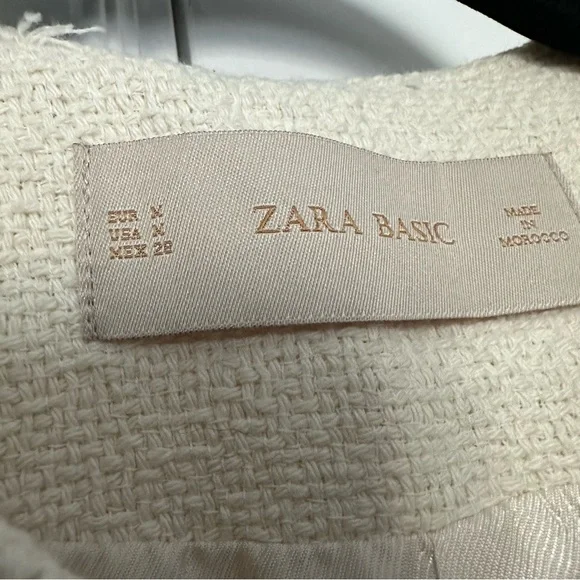 EUR M
USA M
MEX 28
ZARA BASIC
MADE
IN
MOROCCO